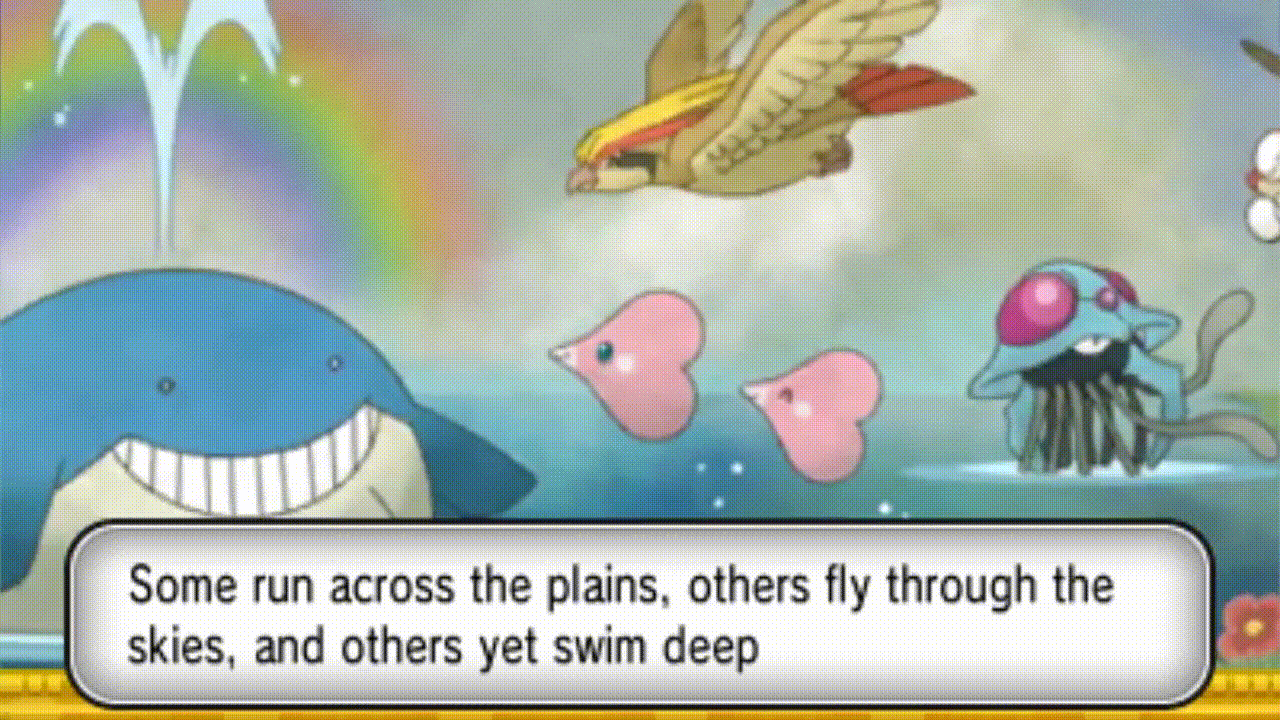 Some run across the plains, others fly through the
skies, and others yet swim deep